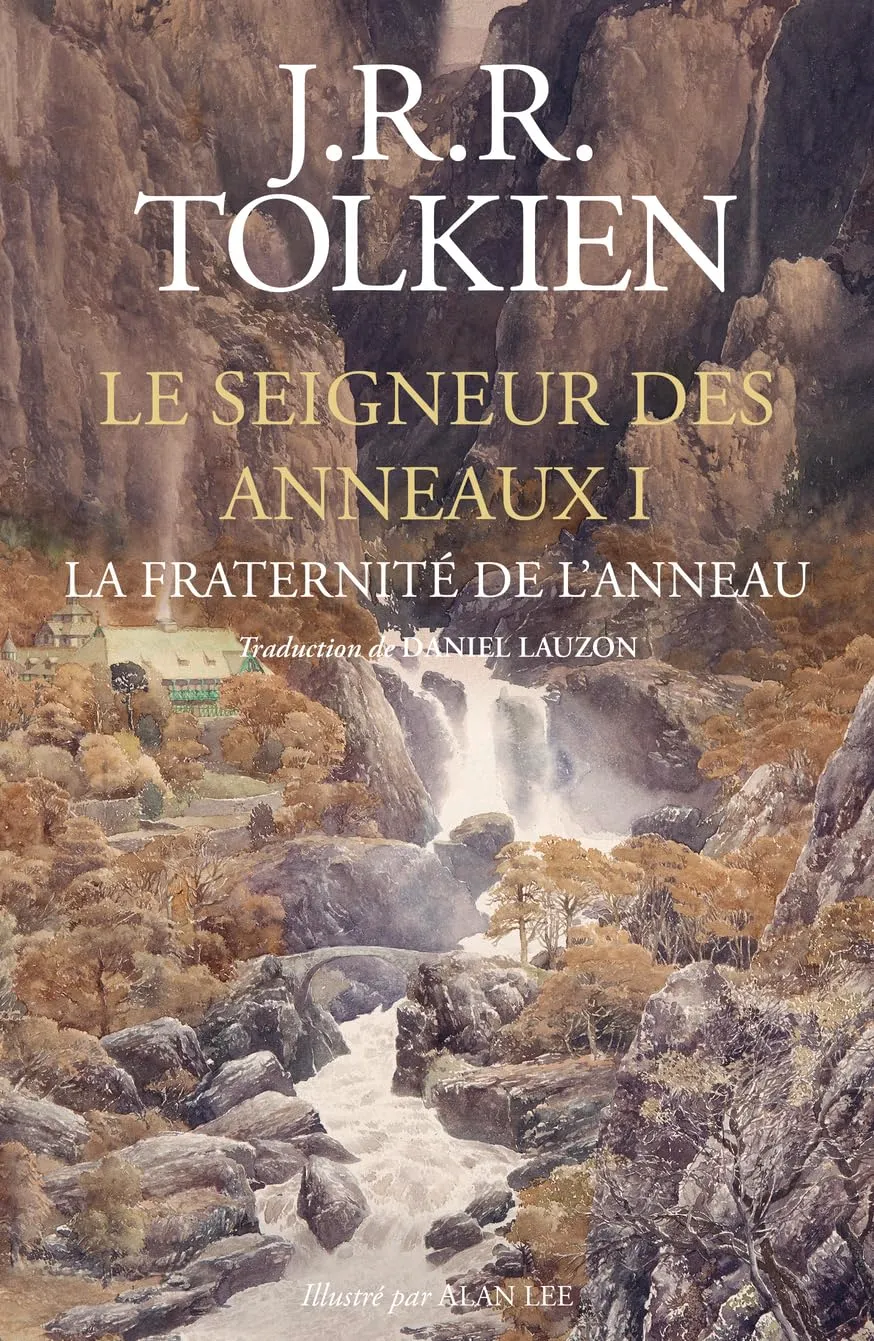 J.R.R.
TOLKIEN
LE SEIGNEUR DES
ANNEAUX I
LA FRATERNITÉ DE L'ANNEAU
Traduction de DANIEL LAUZON
Illustré par ALAN LEE